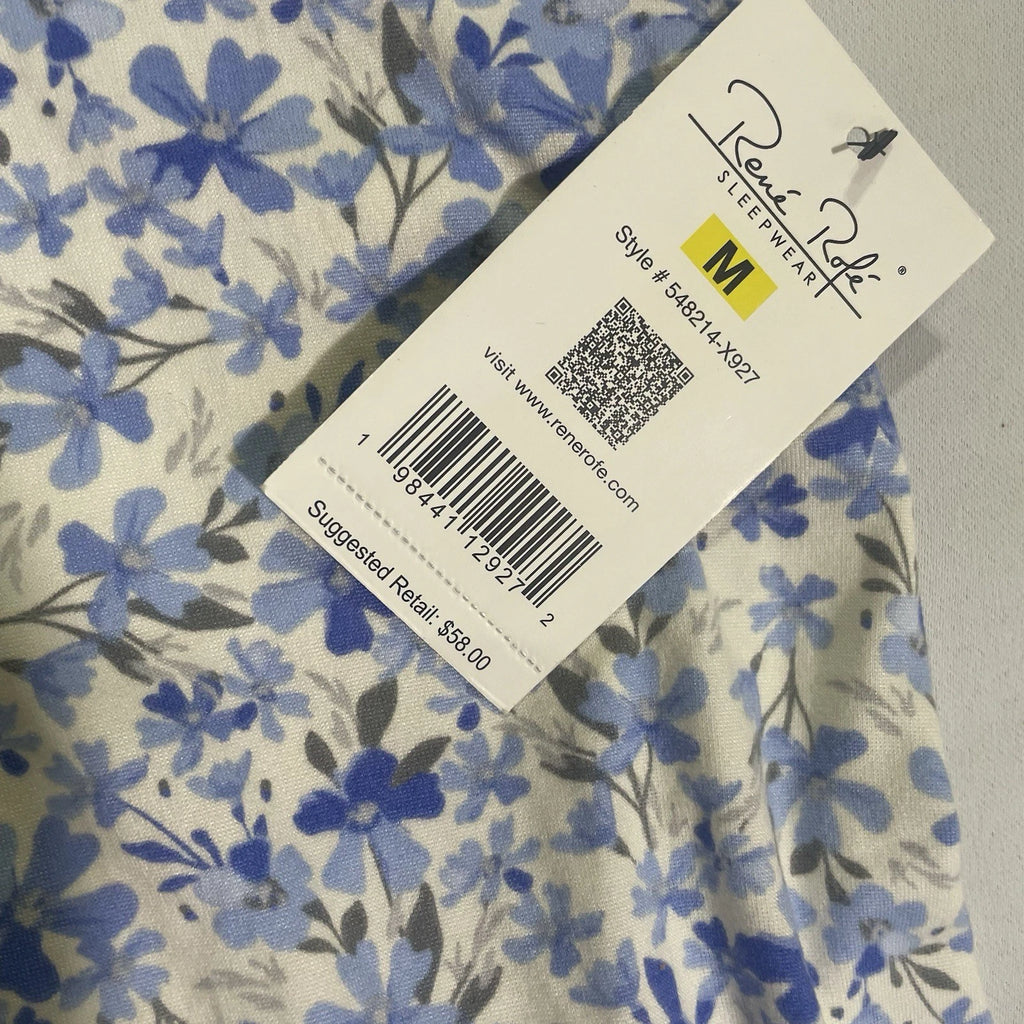 René Rofé ®
SLEEPWEAR
M
Style # 548214-X927
visit www.renerofe.com
1 98441 12927 2
Suggested Retail: $58.00